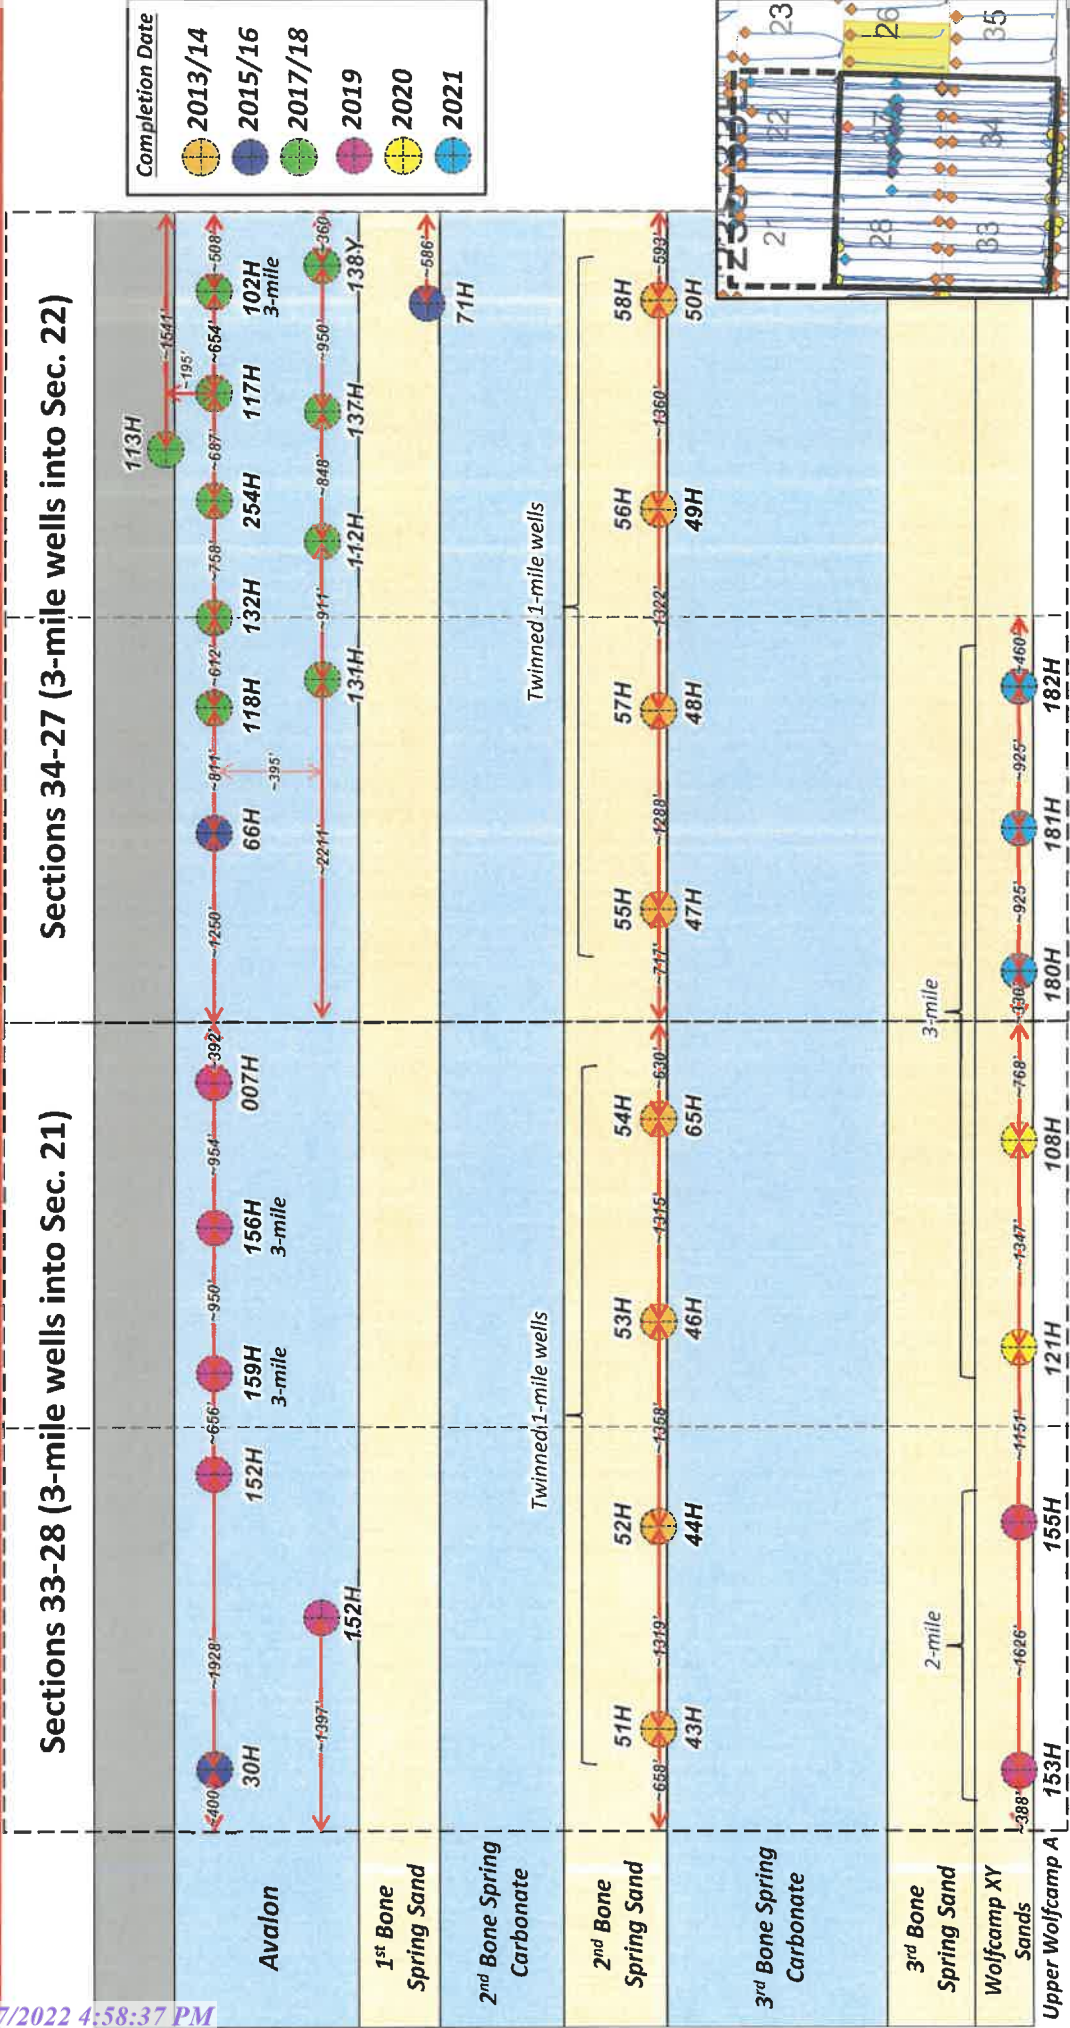 7/2022 4:58:37 PM
Sections 33-28 (3-mile wells into Sec. 21)
Sections 34-27 (3-mile wells into Sec. 22)
Completion Date
2013/14
2015/16
2017/18
2019
2020
2021
113H
~1541'
~195'
Avalon
~400'
30H
~1928'
152H
~656'
159H
3-mile
~950'
156H
3-mile
~954'
007H
~392'
~1250'
66H
~811'
118H
~612'
132H
~758'
254H
~687'
117H
~654'
102H
3-mile
~508'
~395'
~1397'
152H
~2211'
131H
~911'
112H
~848'
137H
~950'
138Y
~360'
1st Bone
Spring Sand
71H
~586'
2nd Bone Spring
Carbonate
Twinned 1-mile wells
Twinned 1-mile wells
2nd Bone
Spring Sand
51H
52H
53H
54H
55H
57H
56H
58H
~658'
~1319'
~1358'
~1315'
~630'
~717'
~1288'
~1322'
~1360'
~593'
43H
44H
46H
65H
47H
48H
49H
50H
3rd Bone Spring
Carbonate
3rd Bone
Spring Sand
2-mile
3-mile
Wolfcamp XY
Sands
~388'
~1626'
~1151'
~1347'
~768'
~330'
~925'
~925'
~460'
Upper Wolfcamp A
153H
155H
121H
108H
180H
181H
182H
22
23
28
26
33
34
35